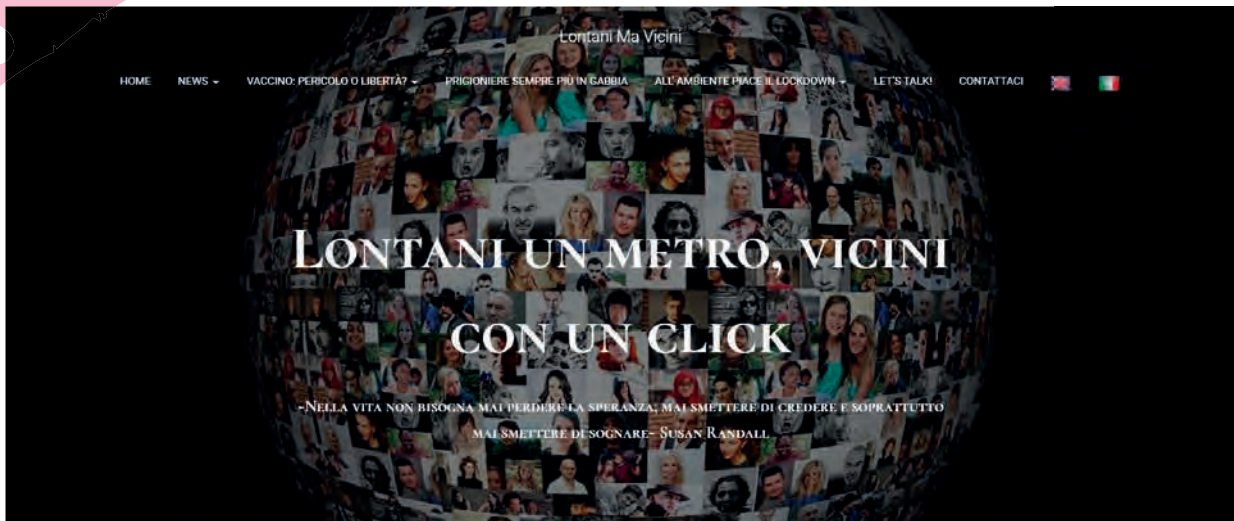 Lontani Ma Vicini
HOME NEWS VACCINO: PERICOLO O LIBERTÀ? PRIGIONIERE SEMPRE PIÙ IN GABBIA ALL'AMBIENTE PIACE IL LOCKDOWN LET'S TALK! CONTATTACI
LONTANI UN METRO, VICINI
CON UN CLICK
-NELLA VITA NON BISOGNA MAI PERDERE LA SPERANZA, MAI SMETTERE DI CREDERE E SOPRATTUTTO
MAI SMETTERE DI SOGNARE- SUSAN RANDALL